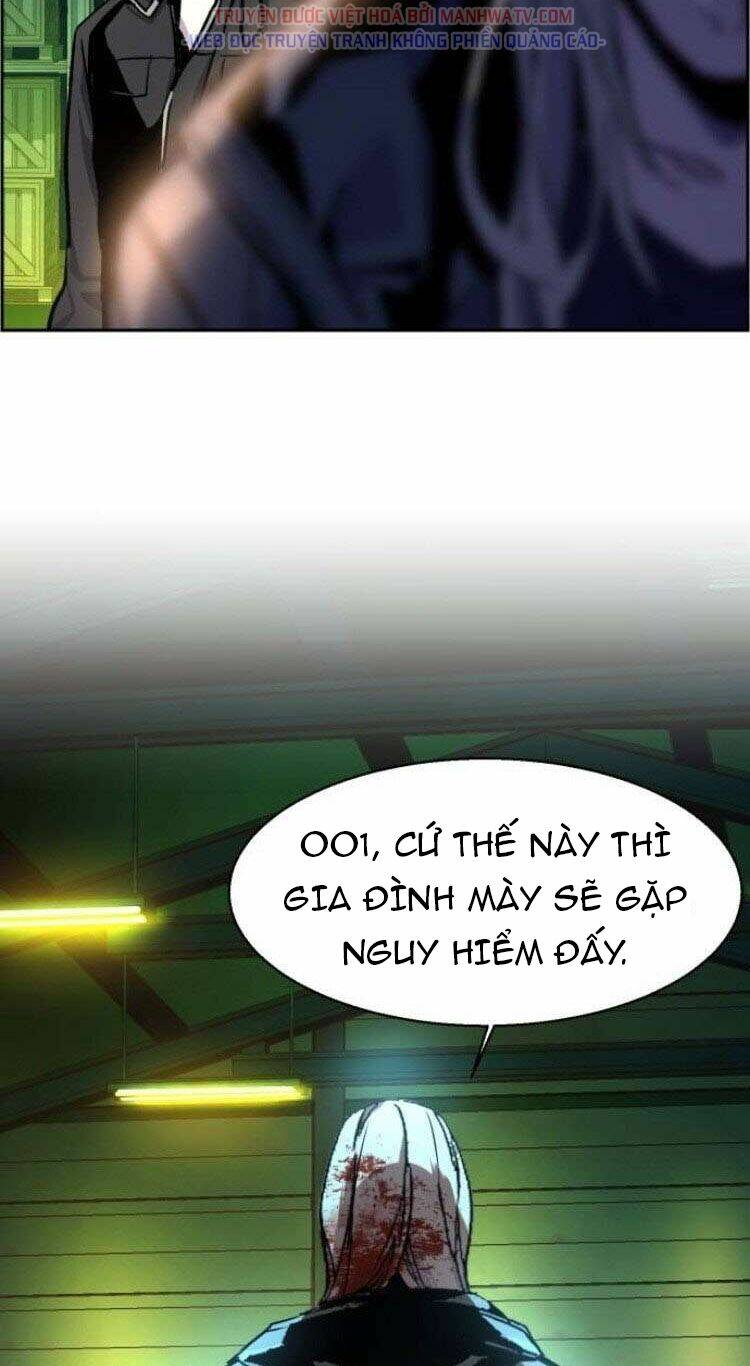 TRUYỆN ĐƯỢC VIỆT HOÁ BỞI MANHWATV.COM
-WEB ĐỌC TRUYỆN TRANH KHÔNG PHIỀN QUẢNG CÁO-
001, CỨ THẾ NÀY THÌ
GIA ĐÌNH MÀY SẼ GẶP
NGUY HIỂM ĐẤY.